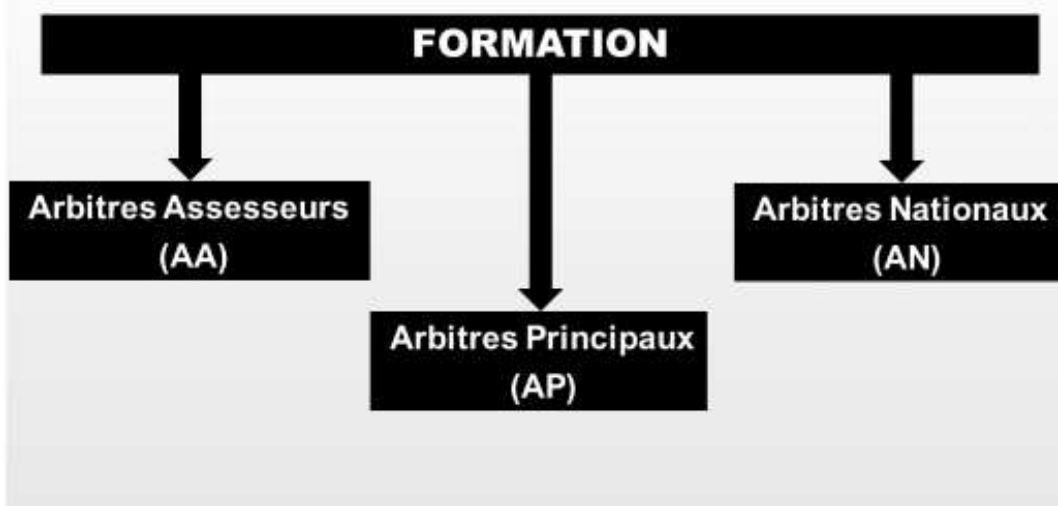 FORMATION
Arbitres Assesseurs
(AA)
Arbitres Principaux
(AP)
Arbitres Nationaux
(AN)